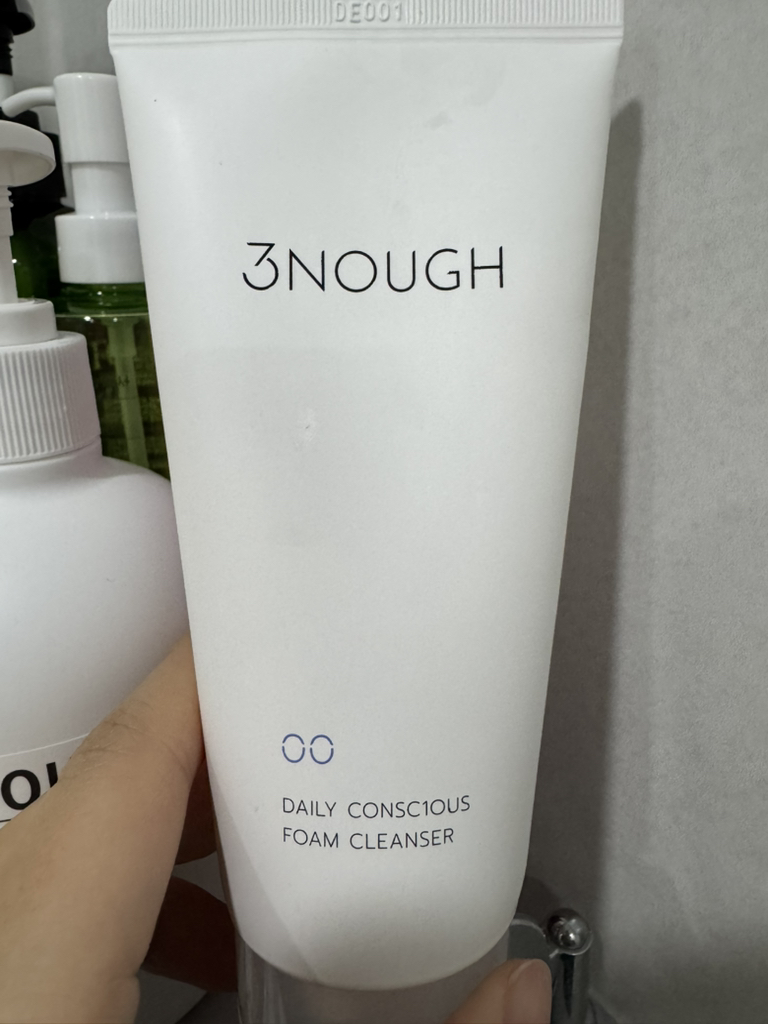 DE001
3NOUGH
00
DAILY CONSC1OUS
FOAM CLEANSER